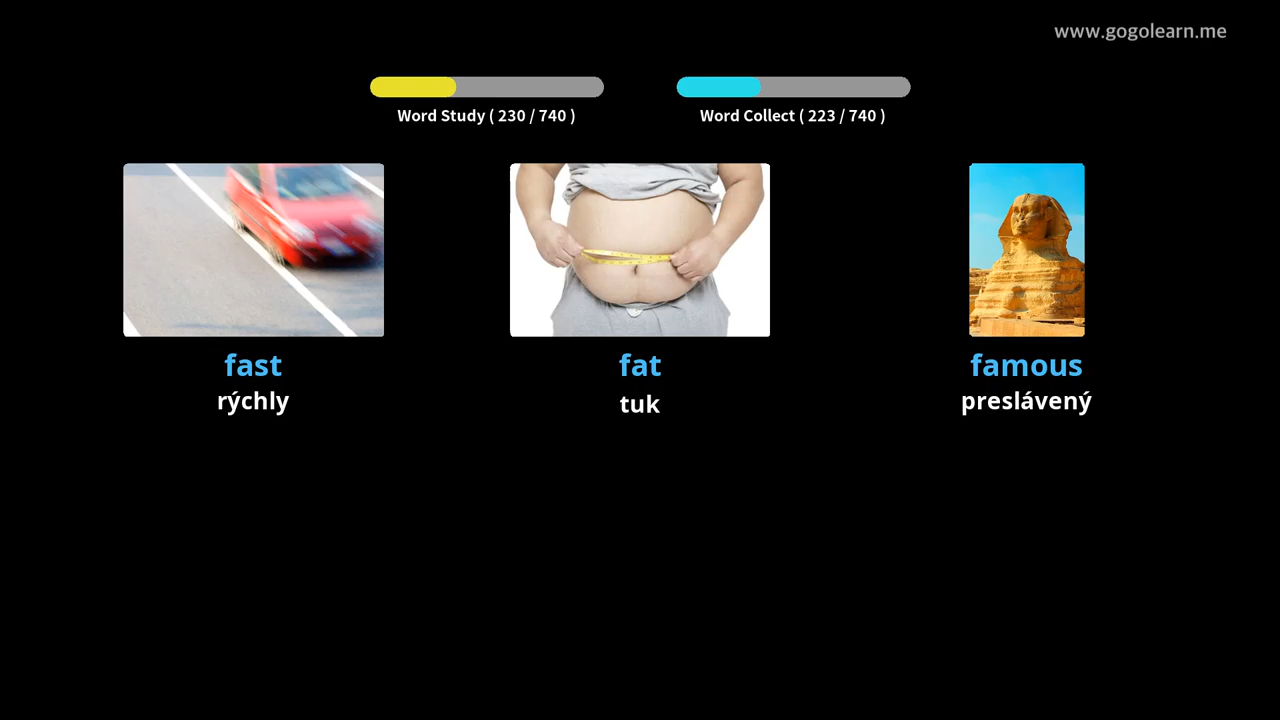 www.gogolearn.me
Word Study ( 230 / 740 )
Word Collect ( 223 / 740 )
fast
rýchly
fat
tuk
famous
preslávený